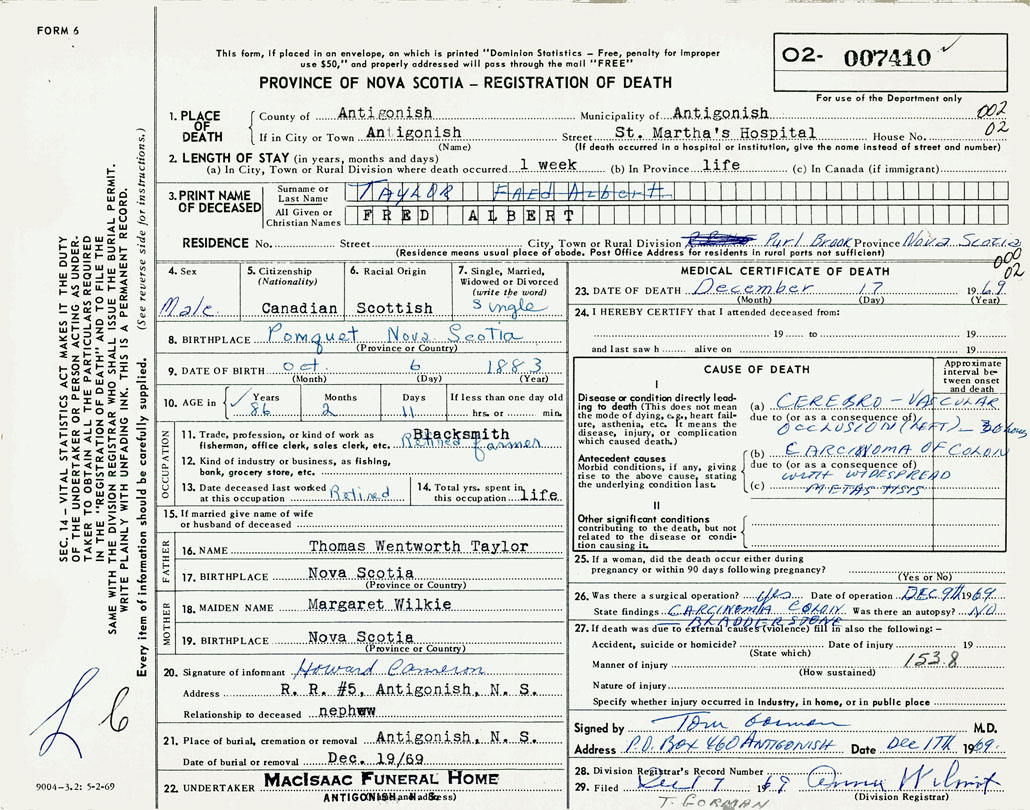 FORM 6
This form, if placed in an envelope, on which is printed "Dominion Statistics – Free, penalty for improper
use $50," and properly addressed will pass through the mail "FREE"
PROVINCE OF NOVA SCOTIA – REGISTRATION OF DEATH
02- 007410
For use of the Department only
002
02
1. PLACE OF DEATH
County of Antigonish Municipality of Antigonish
If in City or Town Antigonish Street St. Martha's Hospital House No.
(Name) (If death occurred in a hospital or institution, give the name instead of street and number)
2. LENGTH OF STAY (in years, months and days)
(a) In City, Town or Rural Division where death occurred 1 week (b) In Province life (c) In Canada (if immigrant)
3. PRINT NAME OF DECEASED
Surname or Last Name TAYLOR Fred Albert
All Given or Christian Names FRED ALBERT
RESIDENCE No. Street City, Town or Rural Division Purl Brook Province Nova Scotia
(Residence means usual place of abode. Post Office Address for residents in rural parts not sufficient)
000
02
4. Sex
Male
5. Citizenship
(Nationality)
Canadian
6. Racial Origin
Scottish
7. Single, Married,
Widowed or Divorced
(write the word)
Single
8. BIRTHPLACE Pomquet Nova Scotia
(Province or Country)
9. DATE OF BIRTH Oct. 6 1883
(Month) (Day) (Year)
10. AGE in Years Months Days If less than one day old
86 2 11 hrs. or min.
OCCUPATION
11. Trade, profession or kind of work as Blacksmith
fisherman, office clerk, sales clerk, etc. Retired farmer
12. Kind of industry or business, as fishing,
bank, grocery store, etc.
13. Date deceased last worked
at this occupation Retired
14. Total yrs. spent in
this occupation life
15. If married give name of wife
or husband of deceased
FATHER
16. NAME Thomas Wentworth Taylor
17. BIRTHPLACE Nova Scotia
(Province or Country)
MOTHER
18. MAIDEN NAME Margaret Wilkie
19. BIRTHPLACE Nova Scotia
(Province or Country)
20. Signature of informant Howard Cameron
Address R. R. #5, Antigonish, N. S.
Relationship to deceased nephww
21. Place of burial, cremation or removal Antigonish, N. S.
Date of burial or removal Dec. 19/69
22. UNDERTAKER MACISAAC FUNERAL HOME
ANTIGONISH, N. S.
MEDICAL CERTIFICATE OF DEATH
23. DATE OF DEATH December 17 1969
(Month) (Day) (Year)
24. I HEREBY CERTIFY that I attended deceased from:
19 to 19
and last saw h alive on 19
CAUSE OF DEATH
Approximate
interval be-
tween onset
and death
I
Disease or condition directly lead-
ing to death (This does not
mean the mode of dying, e.g., heart fail-
ure, asthenia, etc. It means the
disease, injury, or complication
which caused death.)
(a) CEREBRO-VASCULAR
due to (or as a consequence of)
OCCLUSION (LEFT) – 30 hours
Antecedent causes
Morbid conditions, if any, giving
rise to the above cause, stating
the underlying condition last.
(b) CARCINOMA OF COLON
due to (or as a consequence of)
WITH WIDESPREAD
(c) METASTISIS
II
Other significant conditions
contributing to the death, but not
related to the disease or condi-
tion causing it.
25. If a woman, did the death occur either during
pregnancy or within 90 days following pregnancy?
(Yes or No)
26. Was there a surgical operation? yes Date of operation DEC 9th 1969
State findings CARCINOMA COLON Was there an autopsy? NO
– BLADDERSTONE
27. If death was due to external causes (violence) fill in also the following: –
Accident, suicide or homicide? Date of injury 19
(State which)
153.8
Manner of injury
(How sustained)
Nature of injury
Specify whether injury occurred in Industry, in home, or in public place
Signed by Tom Gorman M.D.
Address P.O. BOX 460 ANTIGONISH Date Dec 17th 1969.
28. Division Registrar's Record Number
29. Filed Dec 1 7 1969 Anna Wilmot
(Division Registrar)
T. GORMAN
SEC. 14 – VITAL STATISTICS ACT MAKES IT THE DUTY
OF THE UNDERTAKER OR PERSON ACTING AS UNDER-
TAKER TO OBTAIN ALL THE PARTICULARS REQUIRED
IN THE "REGISTRATION OF DEATH" AND TO FILE THE
SAME WITH THE DIVISION REGISTRAR WHO SHALL ISSUE THE BURIAL PERMIT.
WRITE PLAINLY WITH UNFADING INK. THIS IS A PERMANENT RECORD.
Every item of information should be carefully supplied. (See reverse side for instructions.)
9004–3.2: 5-2-69